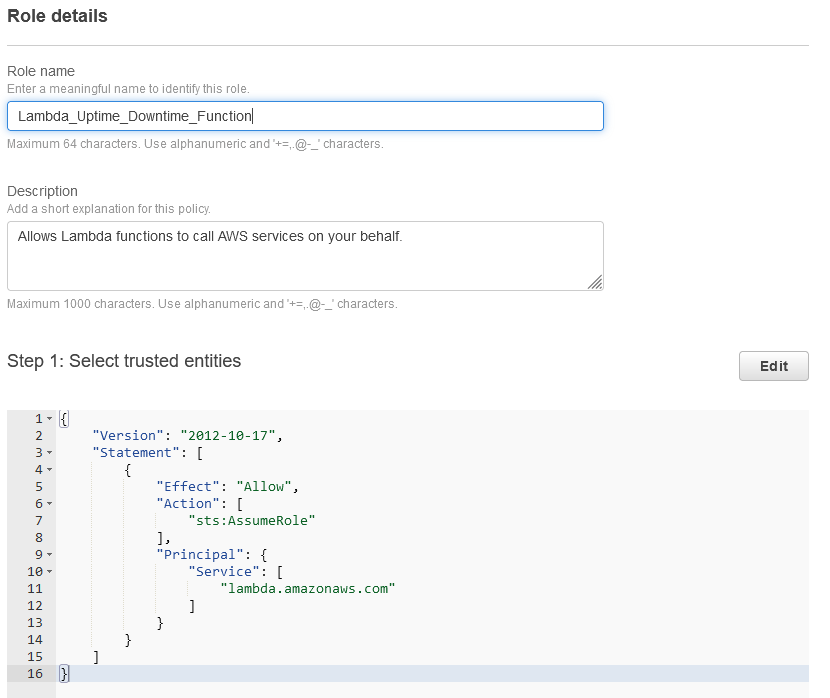 Role details
Role name
Enter a meaningful name to identify this role.
Lambda_Uptime_Downtime_Function
Maximum 64 characters. Use alphanumeric and '+=,.@-_' characters.
Description
Add a short explanation for this policy.
Allows Lambda functions to call AWS services on your behalf.
Maximum 1000 characters. Use alphanumeric and '+=,.@-_' characters.
Step 1: Select trusted entities
Edit
1 {
2     "Version": "2012-10-17",
3     "Statement": [
4         {
5             "Effect": "Allow",
6             "Action": [
7                 "sts:AssumeRole"
8             ],
9             "Principal": {
10                 "Service": [
11                     "lambda.amazonaws.com"
12                 ]
13             }
14         }
15     ]
16 }